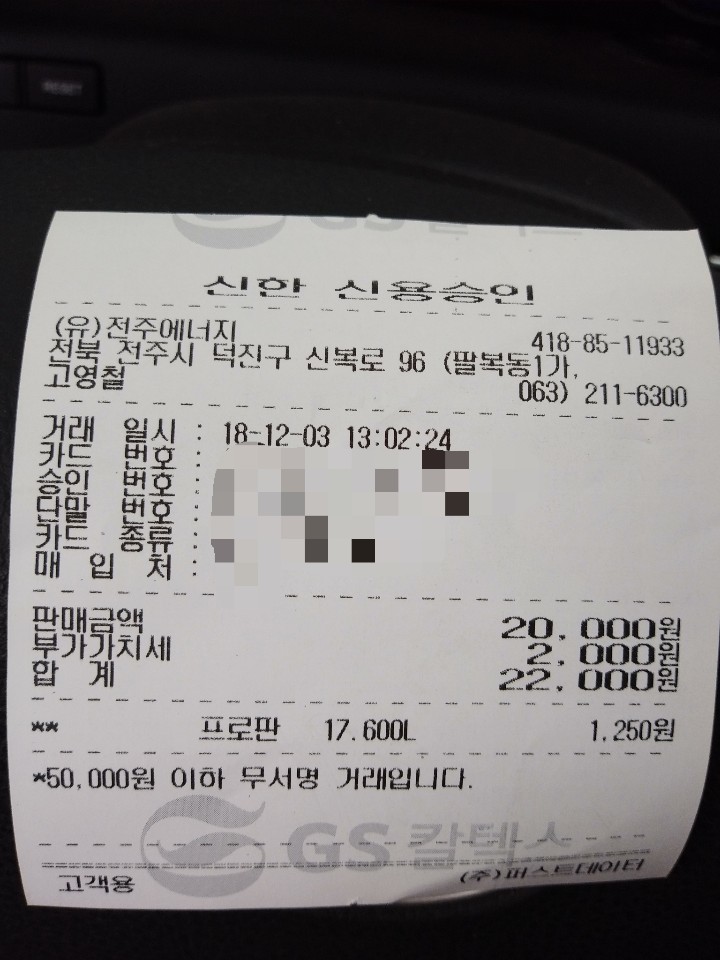 RESET
신한 신용승인
(유)전주에너지 418-85-11933
전북 전주시 덕진구 신복로 96 (팔복동1가,
고영철 063) 211-6300
거래 일시 : 18-12-03 13:02:24
카드 번호 :
승인 번호 :
단말 번호 :
카드 종류 :
매 입 처 :
판매금액 20,000원
부가가치세 2,000원
합 계 22,000원
** 프로판 17.600L 1,250원
*50,000원 이하 무서명 거래입니다.
GS칼텍스
고객용 (주)퍼스트데이터